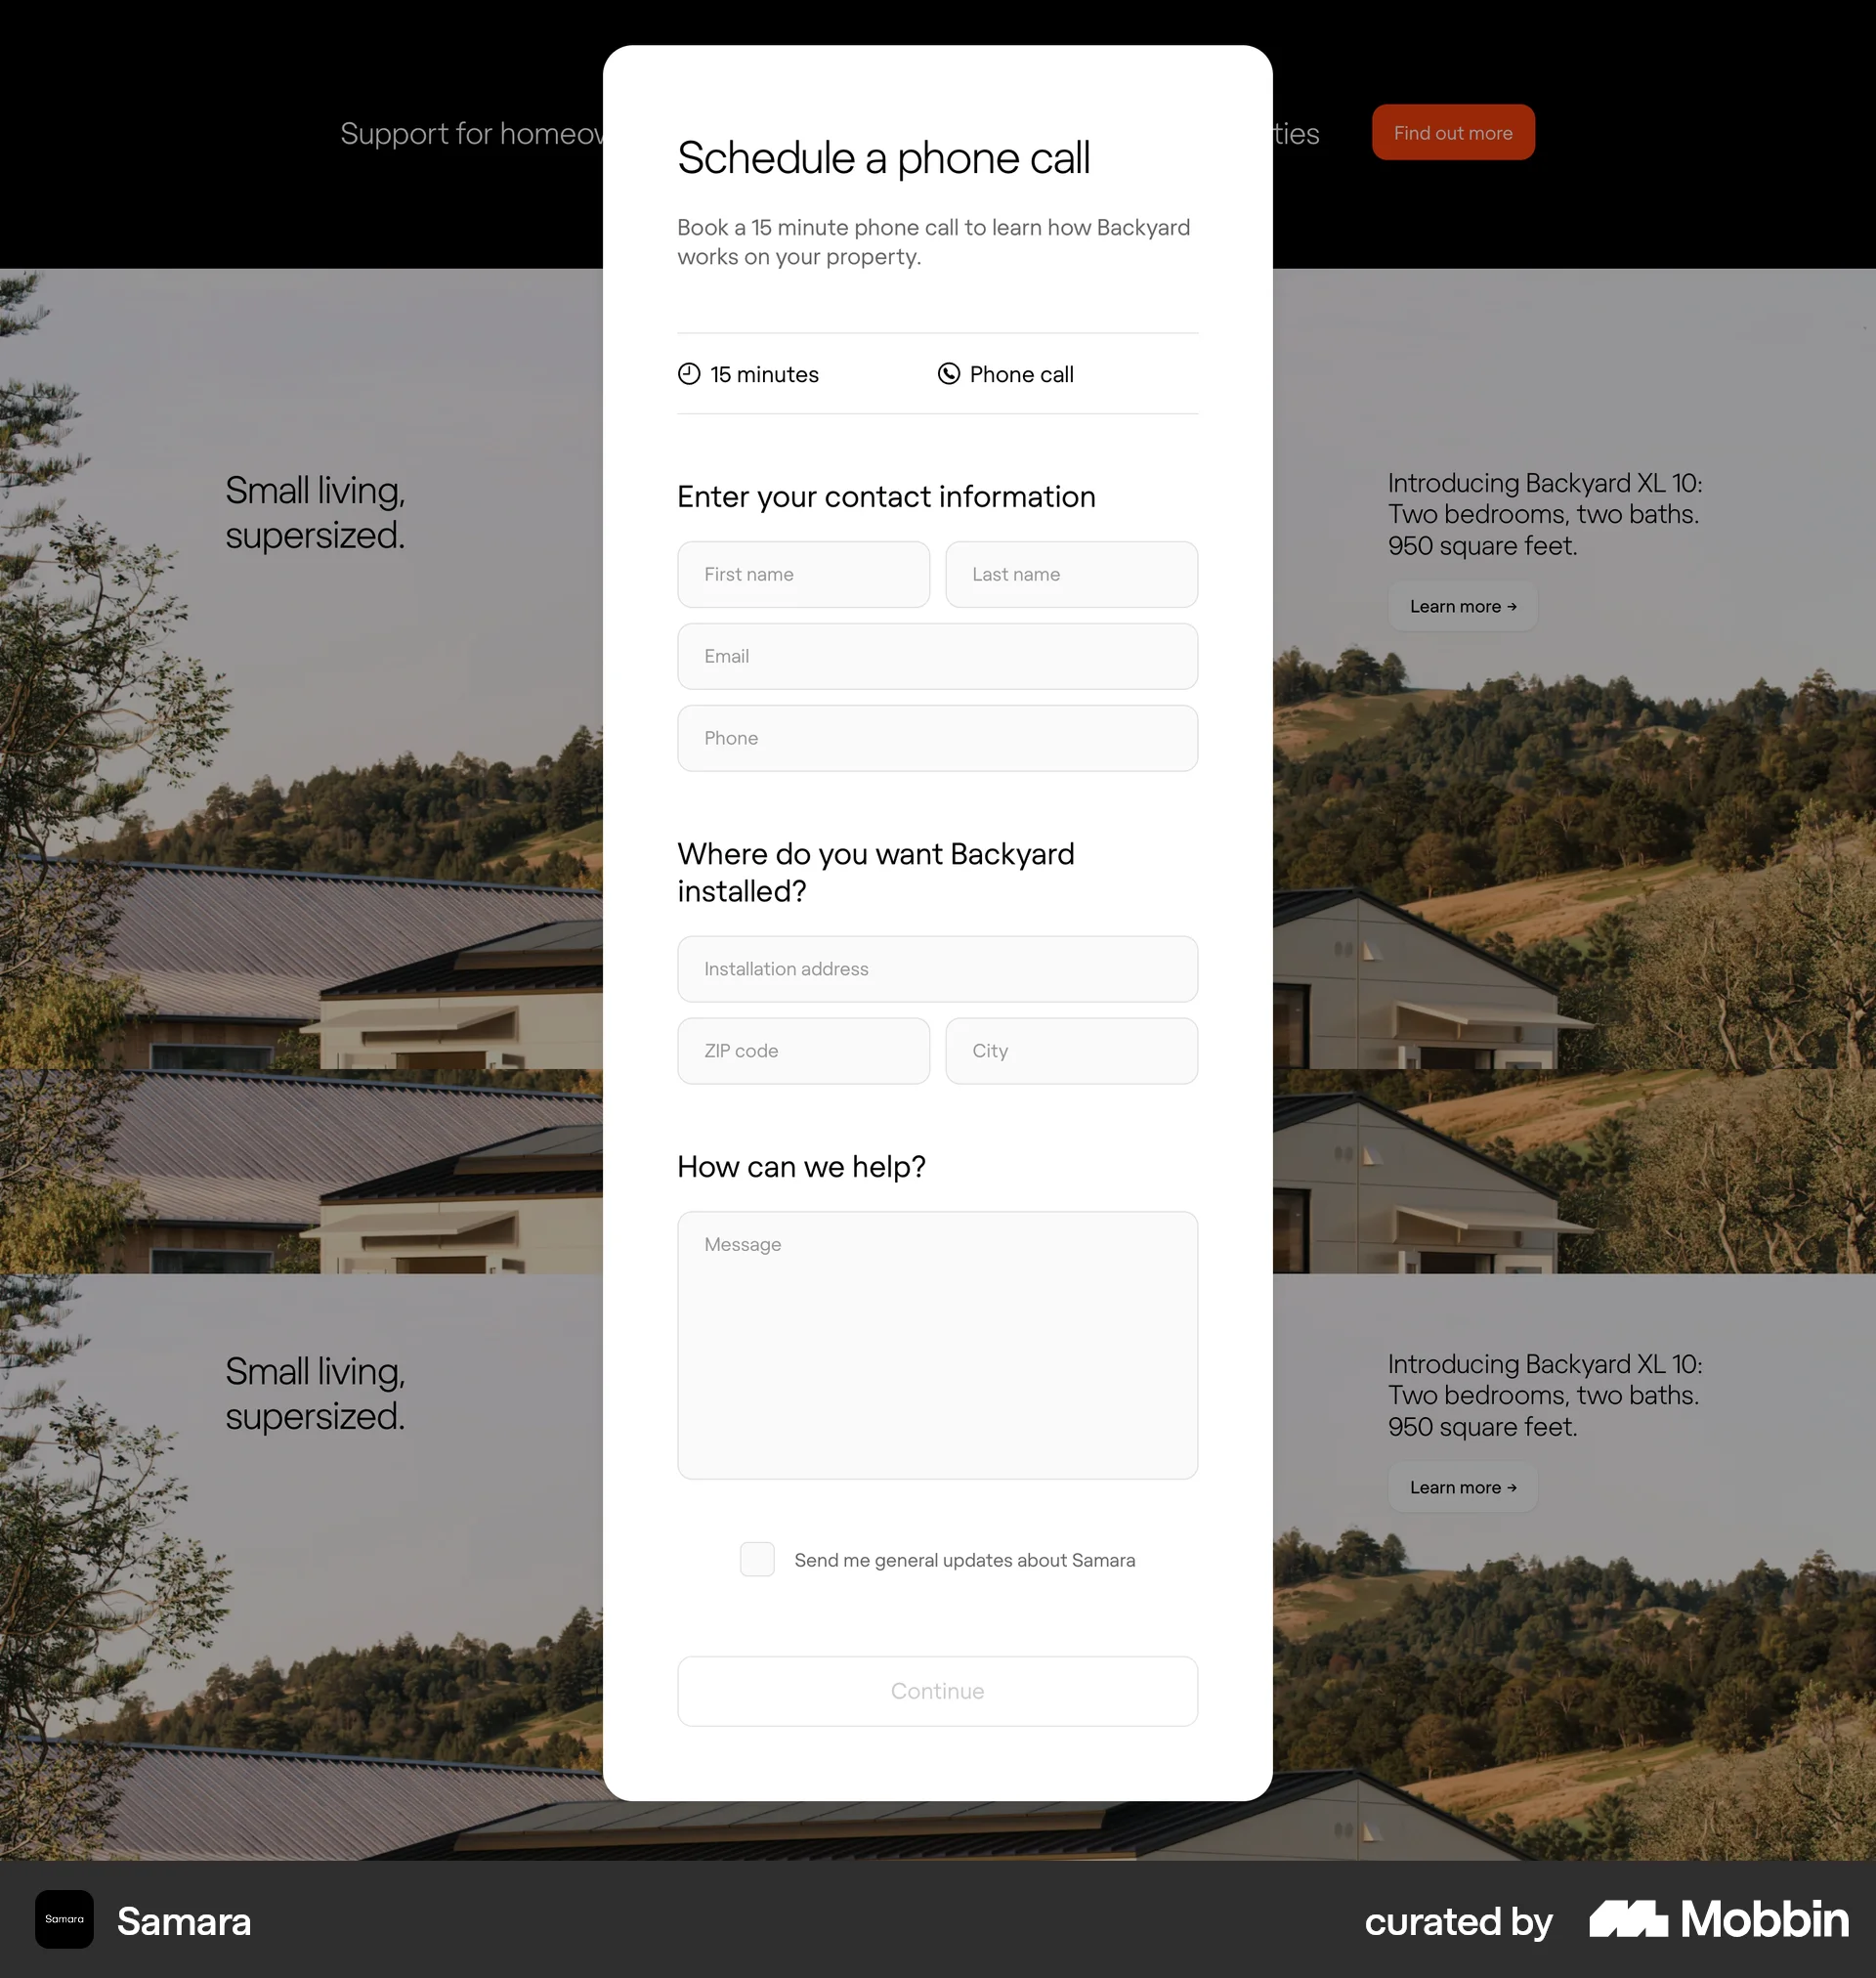 Support for homeow
ties
Find out more
Schedule a phone call
Book a 15 minute phone call to learn how Backyard
works on your property.
15 minutes
Phone call
Small living,
supersized.
Introducing Backyard XL 10:
Two bedrooms, two baths.
950 square feet.
Learn more →
Enter your contact information
First name
Last name
Email
Phone
Where do you want Backyard
installed?
Installation address
ZIP code
City
How can we help?
Message
Small living,
supersized.
Introducing Backyard XL 10:
Two bedrooms, two baths.
950 square feet.
Learn more →
Send me general updates about Samara
Continue
Samara
Samara
curated by
Mobbin